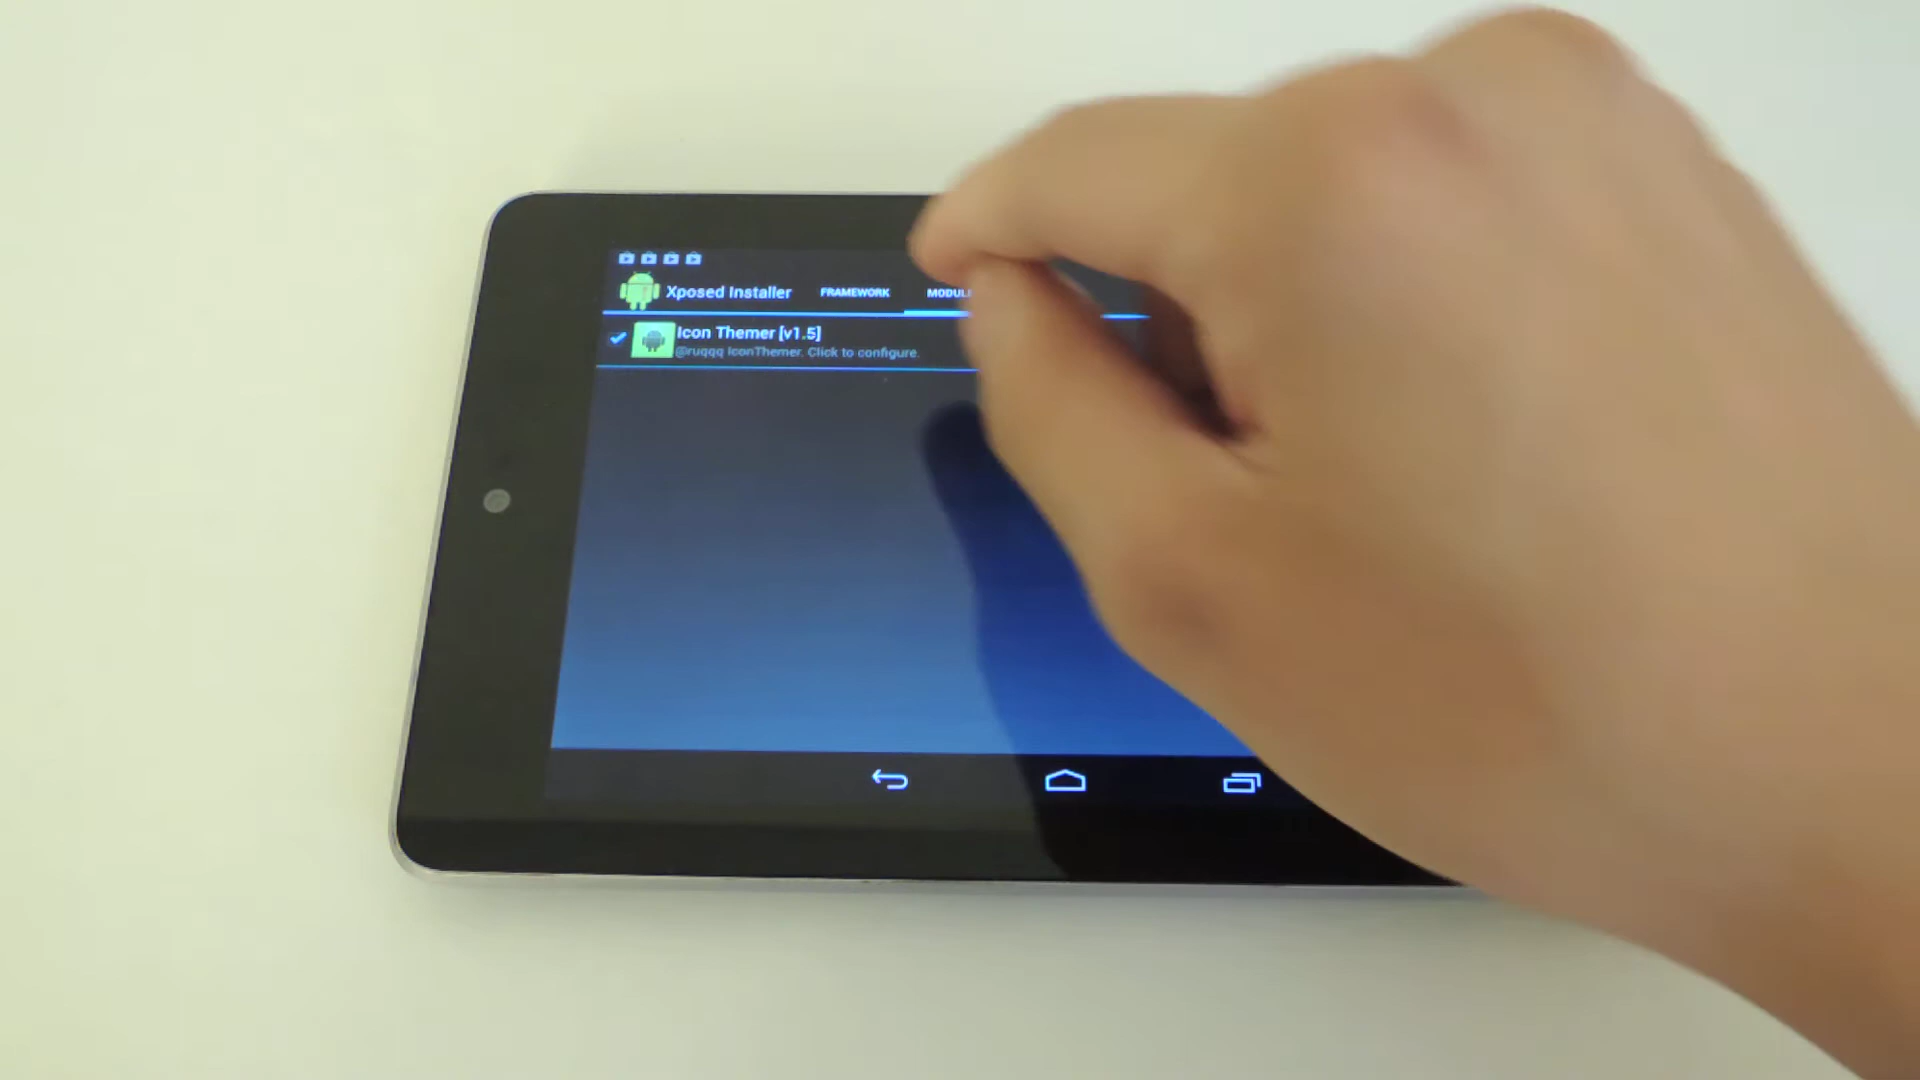 Xposed Installer FRAMEWORK
Icon Themer [v1.5]
@ruqqq IconThemer. Click to configure.